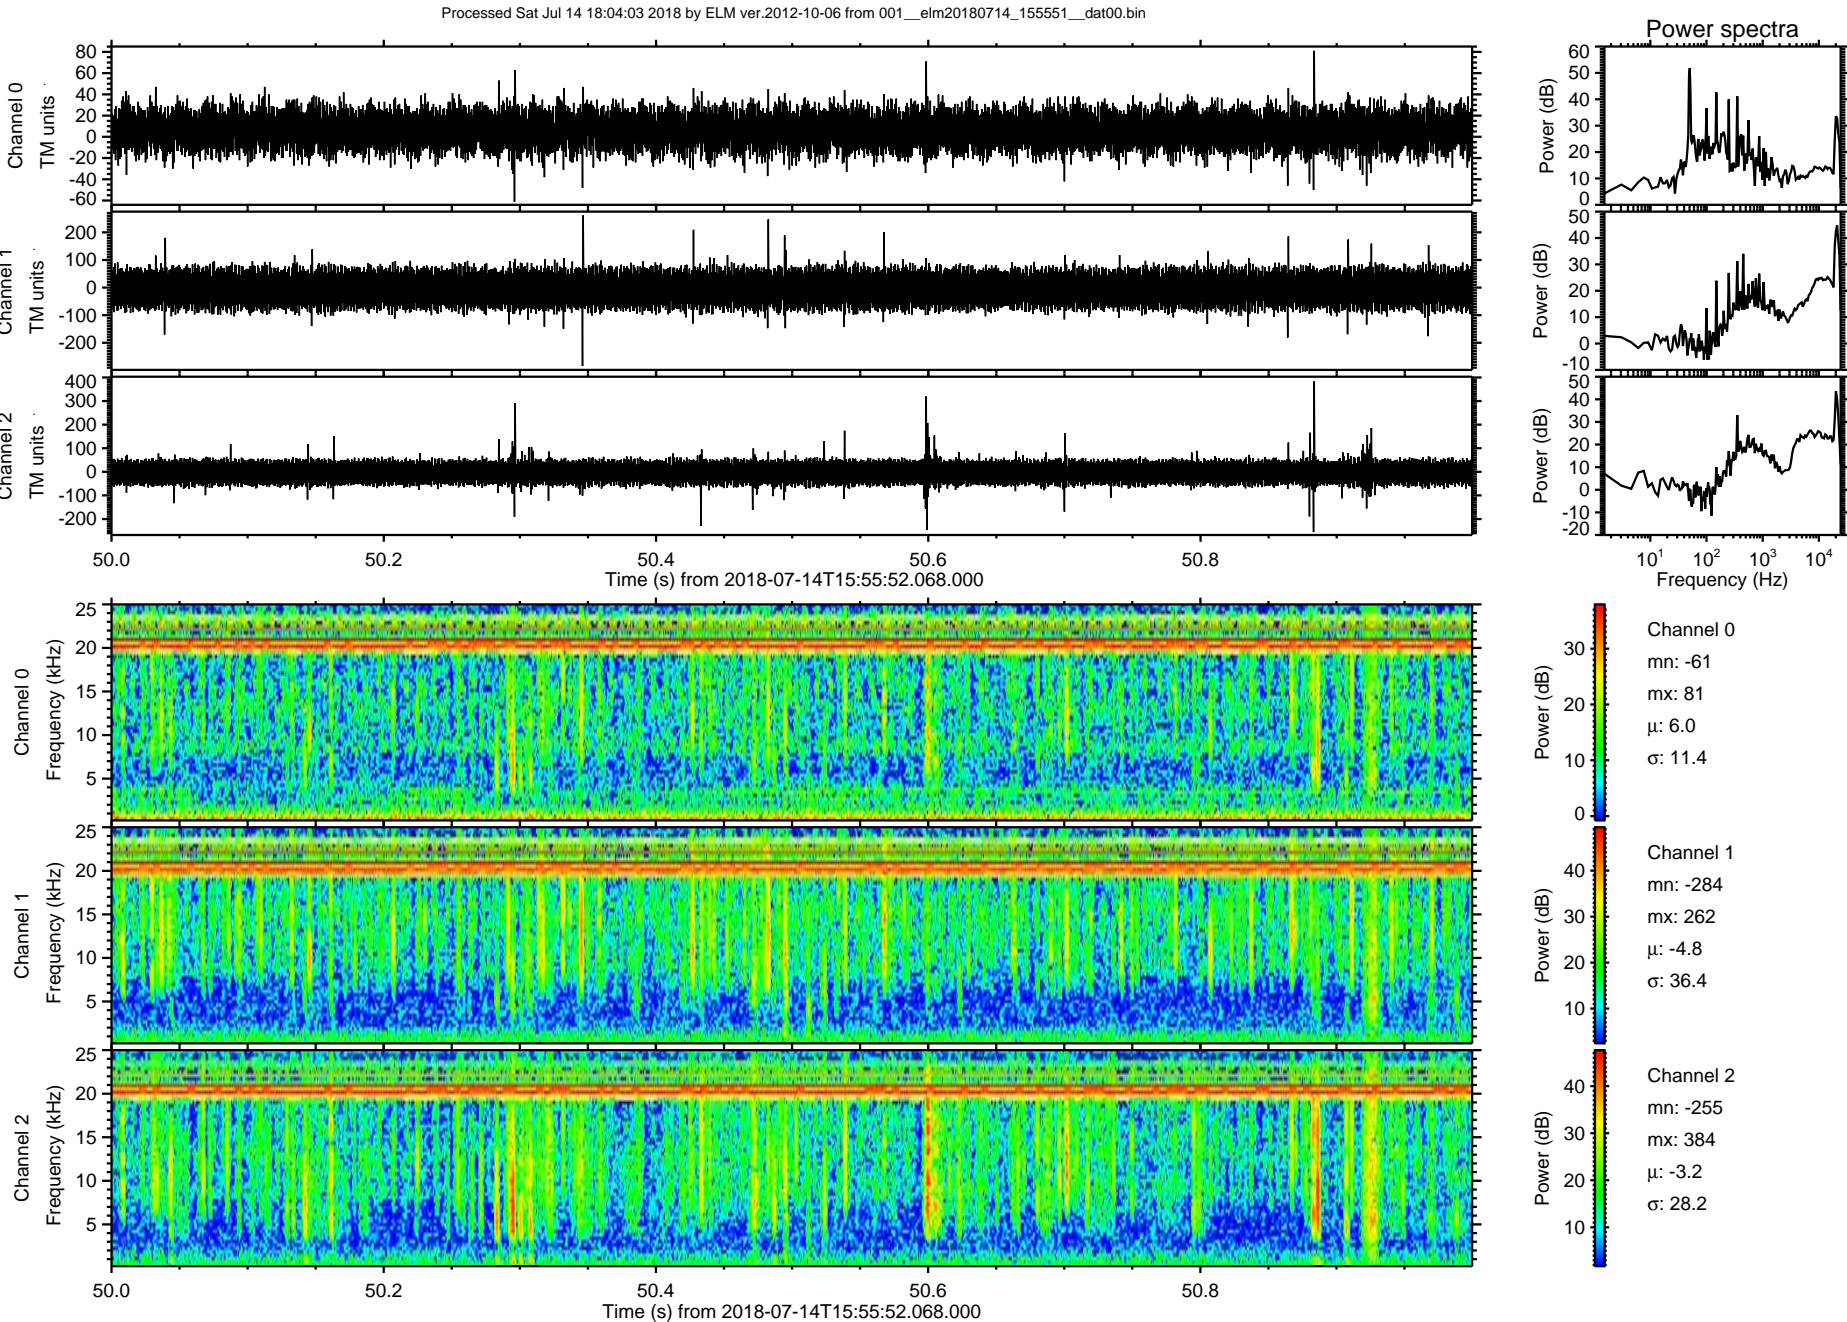 Processed Sat Jul 14 18:04:03 2018 by ELM ver.2012-10-06 from 001__elm20180714_155551__dat00.bin
Power spectra
Channel 0
TM units
80
60
40
20
0
-20
-40
-60
Power (dB)
60
50
40
30
20
10
0
Channel 1
TM units
200
100
0
-100
-200
Power (dB)
50
40
30
20
10
0
-10
Channel 2
TM units
400
300
200
100
0
-100
-200
Power (dB)
50
40
30
20
10
0
-10
-20
50.0 50.2 50.4 50.6 50.8
Time (s) from 2018-07-14T15:55:52.068.000
10^1 10^2 10^3 10^4
Frequency (Hz)
Channel 0
Frequency (kHz)
25
20
15
10
5
Power (dB)
30
20
10
0
Channel 0
mn: -61
mx: 81
μ: 6.0
σ: 11.4
Channel 1
Frequency (kHz)
25
20
15
10
5
Power (dB)
40
30
20
10
Channel 1
mn: -284
mx: 262
μ: -4.8
σ: 36.4
Channel 2
Frequency (kHz)
25
20
15
10
5
Power (dB)
40
30
20
10
Channel 2
mn: -255
mx: 384
μ: -3.2
σ: 28.2
50.0 50.2 50.4 50.6 50.8
Time (s) from 2018-07-14T15:55:52.068.000